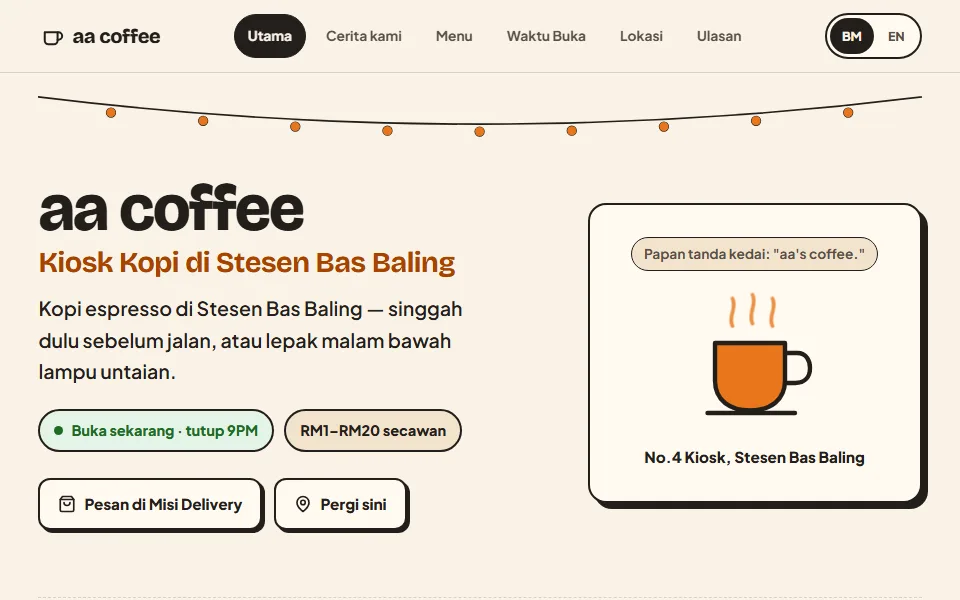 aa coffee
Utama
Cerita kami
Menu
Waktu Buka
Lokasi
Ulasan
BM
EN
aa coffee
Kiosk Kopi di Stesen Bas Baling
Kopi espresso di Stesen Bas Baling — singgah
dulu sebelum jalan, atau lepak malam bawah
lampu untaian.
Buka sekarang · tutup 9PM
RM1–RM20 secawan
Pesan di Misi Delivery
Pergi sini
Papan tanda kedai: "aa's coffee."
No.4 Kiosk, Stesen Bas Baling